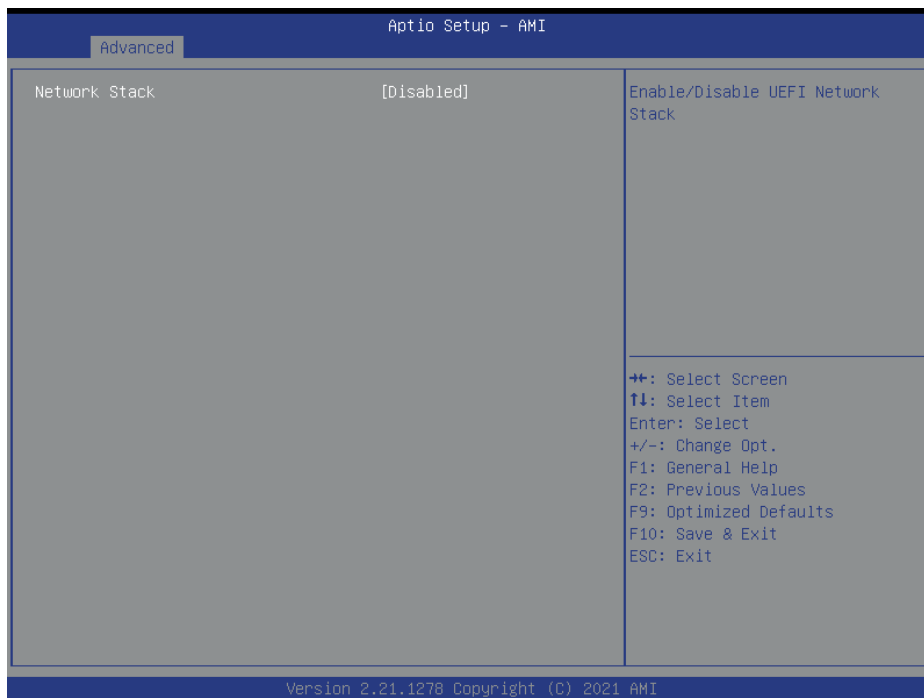 Aptio Setup – AMI
Advanced
Network Stack [Disabled]
Enable/Disable UEFI Network
Stack
→←: Select Screen
↑↓: Select Item
Enter: Select
+/-: Change Opt.
F1: General Help
F2: Previous Values
F9: Optimized Defaults
F10: Save & Exit
ESC: Exit
Version 2.21.1278 Copyright (C) 2021 AMI